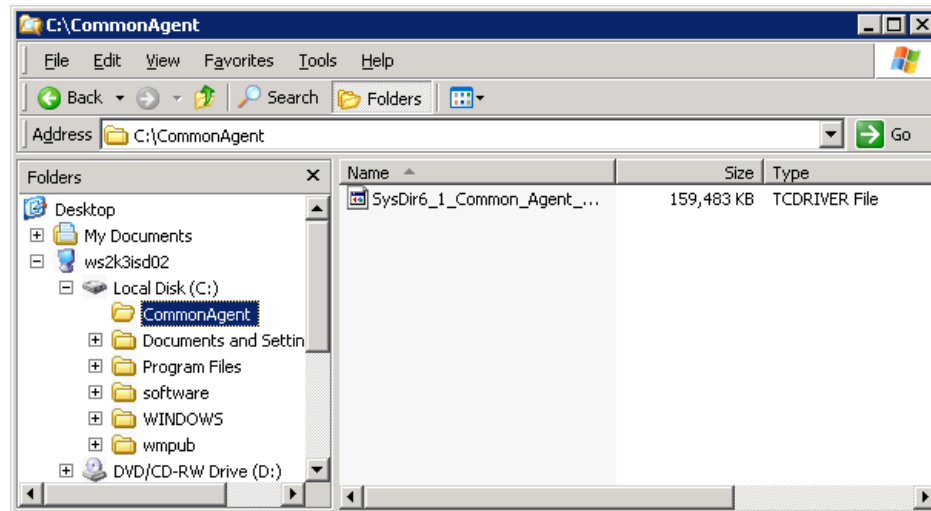 C:\CommonAgent
File Edit View Favorites Tools Help
Back Search Folders
Address C:\CommonAgent Go
Folders
Name Size Type
SysDir6_1_Common_Agent_... 159,483 KB TCDRIVER File
Desktop
My Documents
ws2k3isd02
Local Disk (C:)
CommonAgent
Documents and Settin
Program Files
software
WINDOWS
wmpub
DVD/CD-RW Drive (D:)